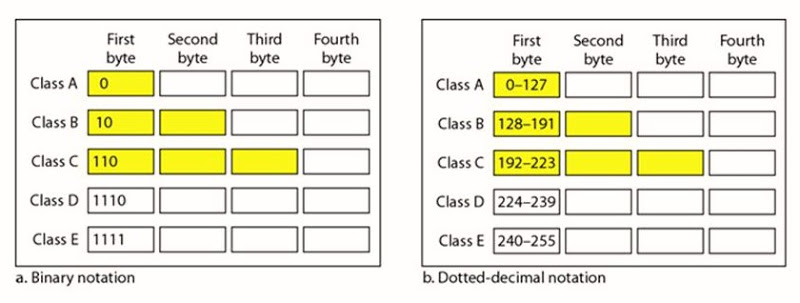 First byte Second byte Third byte Fourth byte
Class A 0
Class B 10
Class C 110
Class D 1110
Class E 1111
a. Binary notation
First byte Second byte Third byte Fourth byte
Class A 0–127
Class B 128–191
Class C 192–223
Class D 224–239
Class E 240–255
b. Dotted-decimal notation